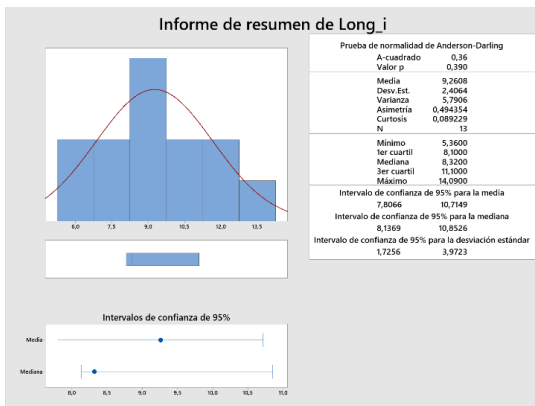 Informe de resumen de Long_i
Prueba de normalidad de Anderson-Darling
A-cuadrado 0,36
Valor p 0,390
Media 9,2608
Desv.Est. 2,4064
Varianza 5,7906
Asimetría 0,494354
Curtosis 0,089229
N 13
Mínimo 5,3600
1er cuartil 8,1000
Mediana 8,3200
3er cuartil 11,1000
Máximo 14,0900
Intervalo de confianza de 95% para la media
7,8066 10,7149
Intervalo de confianza de 95% para la mediana
8,1369 10,8526
Intervalo de confianza de 95% para la desviación estándar
1,7256 3,9723
6,0 7,5 9,0 10,5 12,0 13,5
Intervalos de confianza de 95%
Media
Mediana
8,0 8,5 9,0 9,5 10,0 10,5 11,0